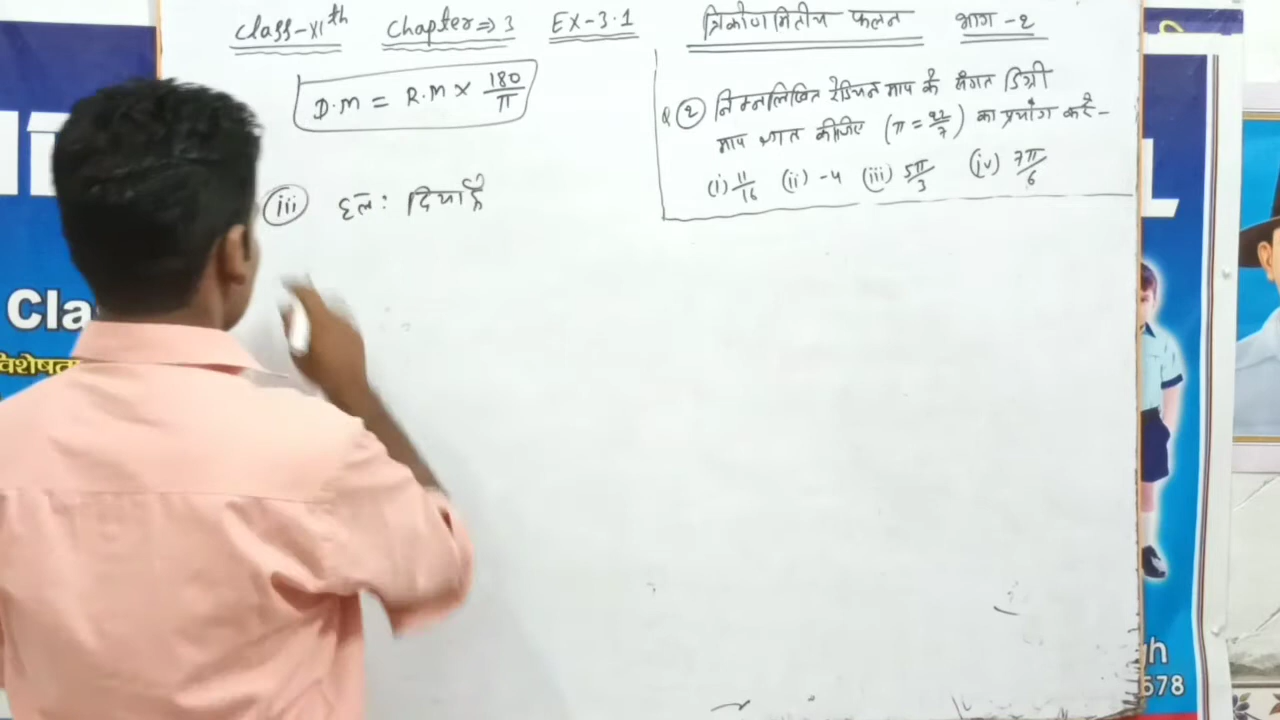 Class-XIth Chapter⇒3 EX-3.1 त्रिकोणमितीय फलन भाग-२
D.M = R.M × 180/π
Q ② निम्नलिखित रेडियन माप के संगत डिग्री
माप ज्ञात कीजिए (π = 22/7) का प्रयोग करें-
(i) 11/16 (ii) -4 (iii) 5π/3 (iv) 7π/6
(iii) हलः दिया है
Cla
विशेषता
678